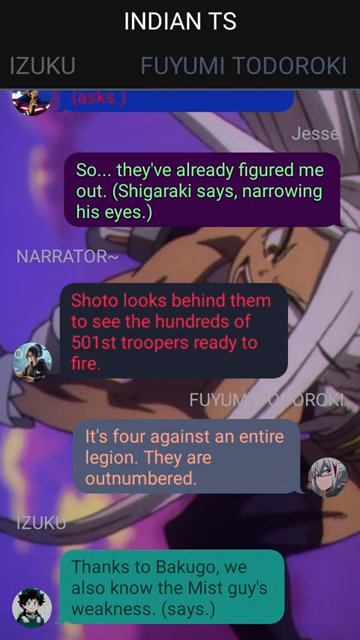 INDIAN TS
IZUKU FUYUMI TODOROKI
(asks.)
Jesse
So... they've already figured me
out. (Shigaraki says, narrowing
his eyes.)
NARRATOR~
Shoto looks behind them
to see the hundreds of
501st troopers ready to
fire.
FUYUMI TODOROKI
It's four against an entire
legion. They are
outnumbered.
IZUKU
Thanks to Bakugo, we
also know the Mist guy's
weakness. (says.)